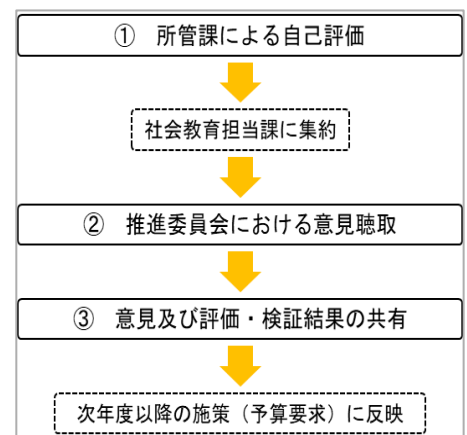 ① 所管課による自己評価
社会教育担当課に集約
② 推進委員会における意見聴取
③ 意見及び評価・検証結果の共有
次年度以降の施策（予算要求）に反映